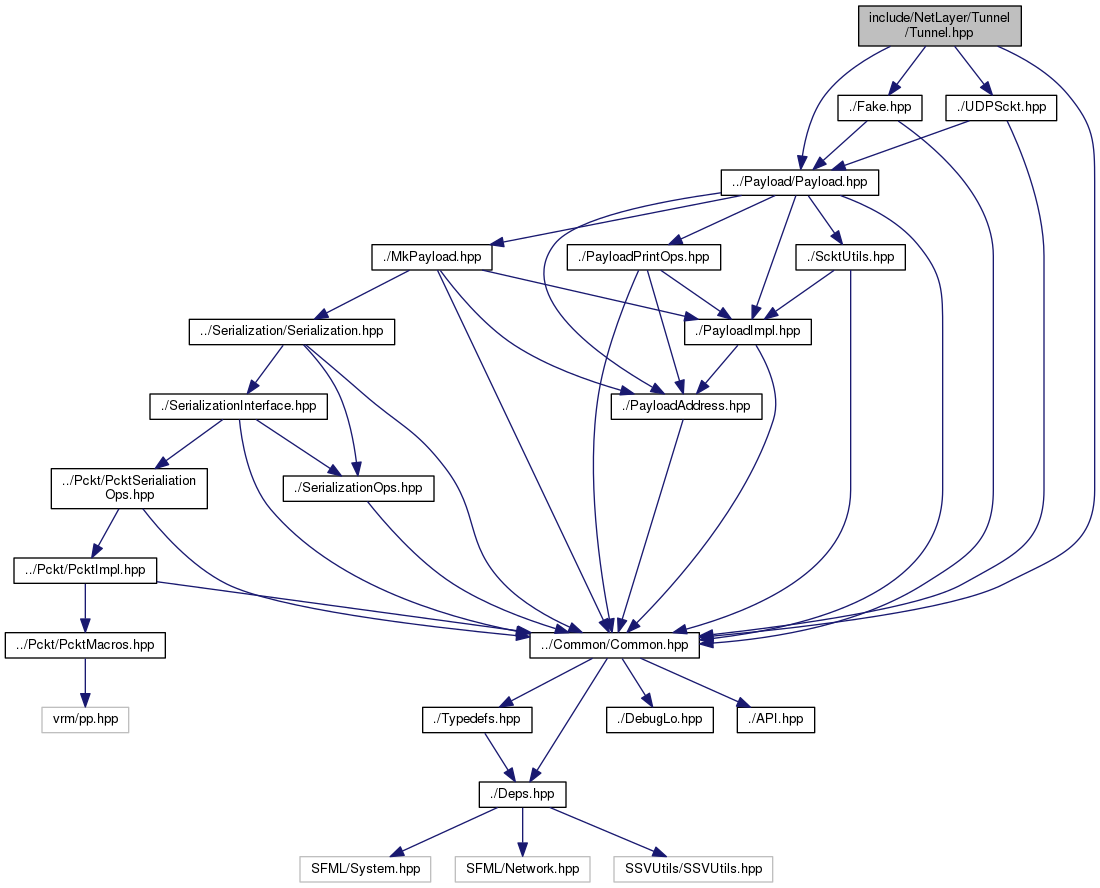 include/NetLayer/Tunnel
/Tunnel.hpp
./Fake.hpp
./UDPSckt.hpp
../Payload/Payload.hpp
./MkPayload.hpp
./PayloadPrintOps.hpp
./ScktUtils.hpp
../Serialization/Serialization.hpp
./PayloadImpl.hpp
./SerializationInterface.hpp
./PayloadAddress.hpp
../Pckt/PcktSerialiation
Ops.hpp
./SerializationOps.hpp
../Pckt/PcktImpl.hpp
../Pckt/PcktMacros.hpp
../Common/Common.hpp
vrm/pp.hpp
./Typedefs.hpp
./DebugLo.hpp
./API.hpp
./Deps.hpp
SFML/System.hpp
SFML/Network.hpp
SSVUtils/SSVUtils.hpp